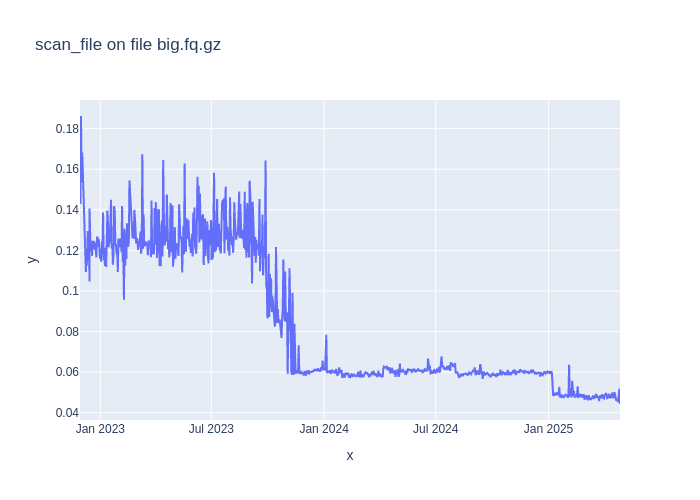 scan_file on file big.fq.gz
0.18
0.16
0.14
0.12
0.1
0.08
0.06
0.04
y
Jan 2023
Jul 2023
Jan 2024
Jul 2024
Jan 2025
x